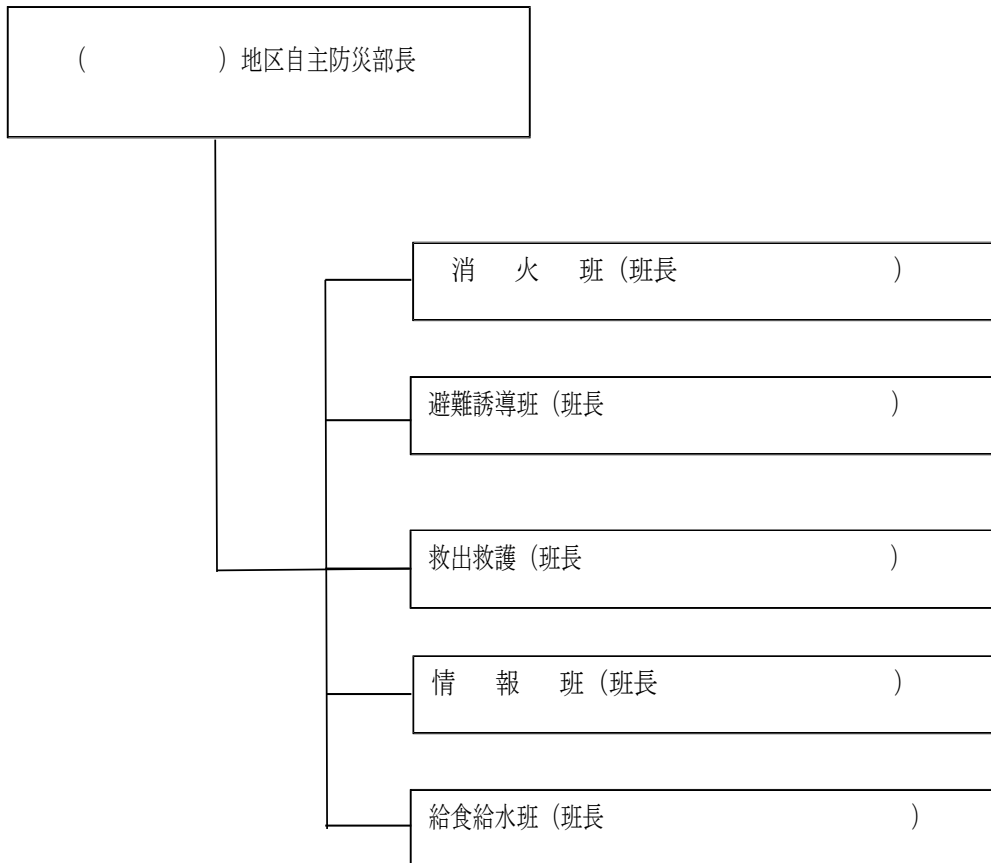 (　　　　　)地区自主防災部長
消　火　班(班長　　　　　　　　)
避難誘導班(班長　　　　　　　　　　)
救出救護(班長　　　　　　　　　　　)
情　報　班(班長　　　　　　　　　)
給食給水班(班長　　　　　　　　　　　)